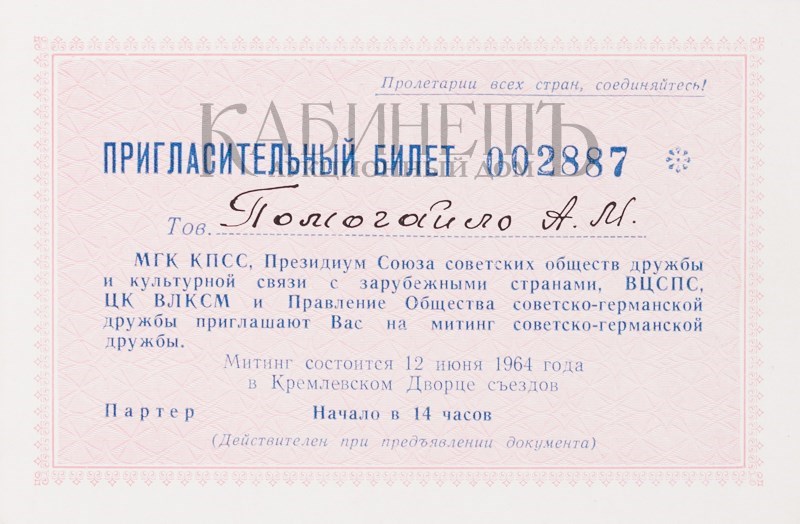 Пролетарии всех стран, соединяйтесь!
КАБИНЕТЪ
АУКЦИОННЫЙ ДОМ
ПРИГЛАСИТЕЛЬНЫЙ БИЛЕТ 002887
Тов. Помогайло А. М.
МГК КПСС, Президиум Союза советских обществ дружбы
и культурной связи с зарубежными странами, ВЦСПС,
ЦК ВЛКСМ и Правление Общества советско-германской
дружбы приглашают Вас на митинг советско-германской
дружбы.
Митинг состоится 12 июня 1964 года
в Кремлевском Дворце съездов
Партер Начало в 14 часов
(Действителен при предъявлении документа)